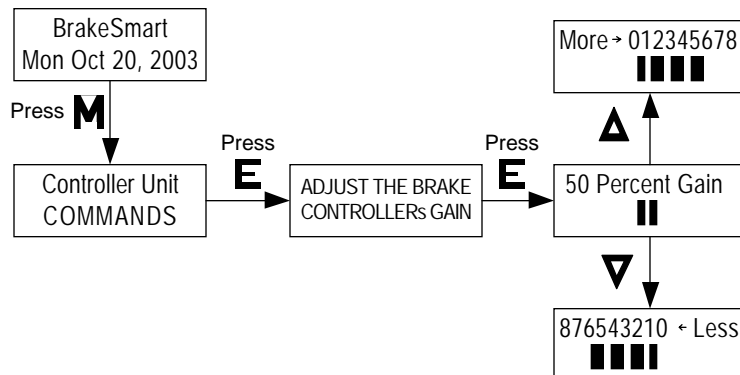 BrakeSmart
Mon Oct 20, 2003
More → 012345678
Press M
Press
E
Press
E
Controller Unit
COMMANDS
ADJUST THE BRAKE
CONTROLLERs GAIN
50 Percent Gain
876543210 ← Less